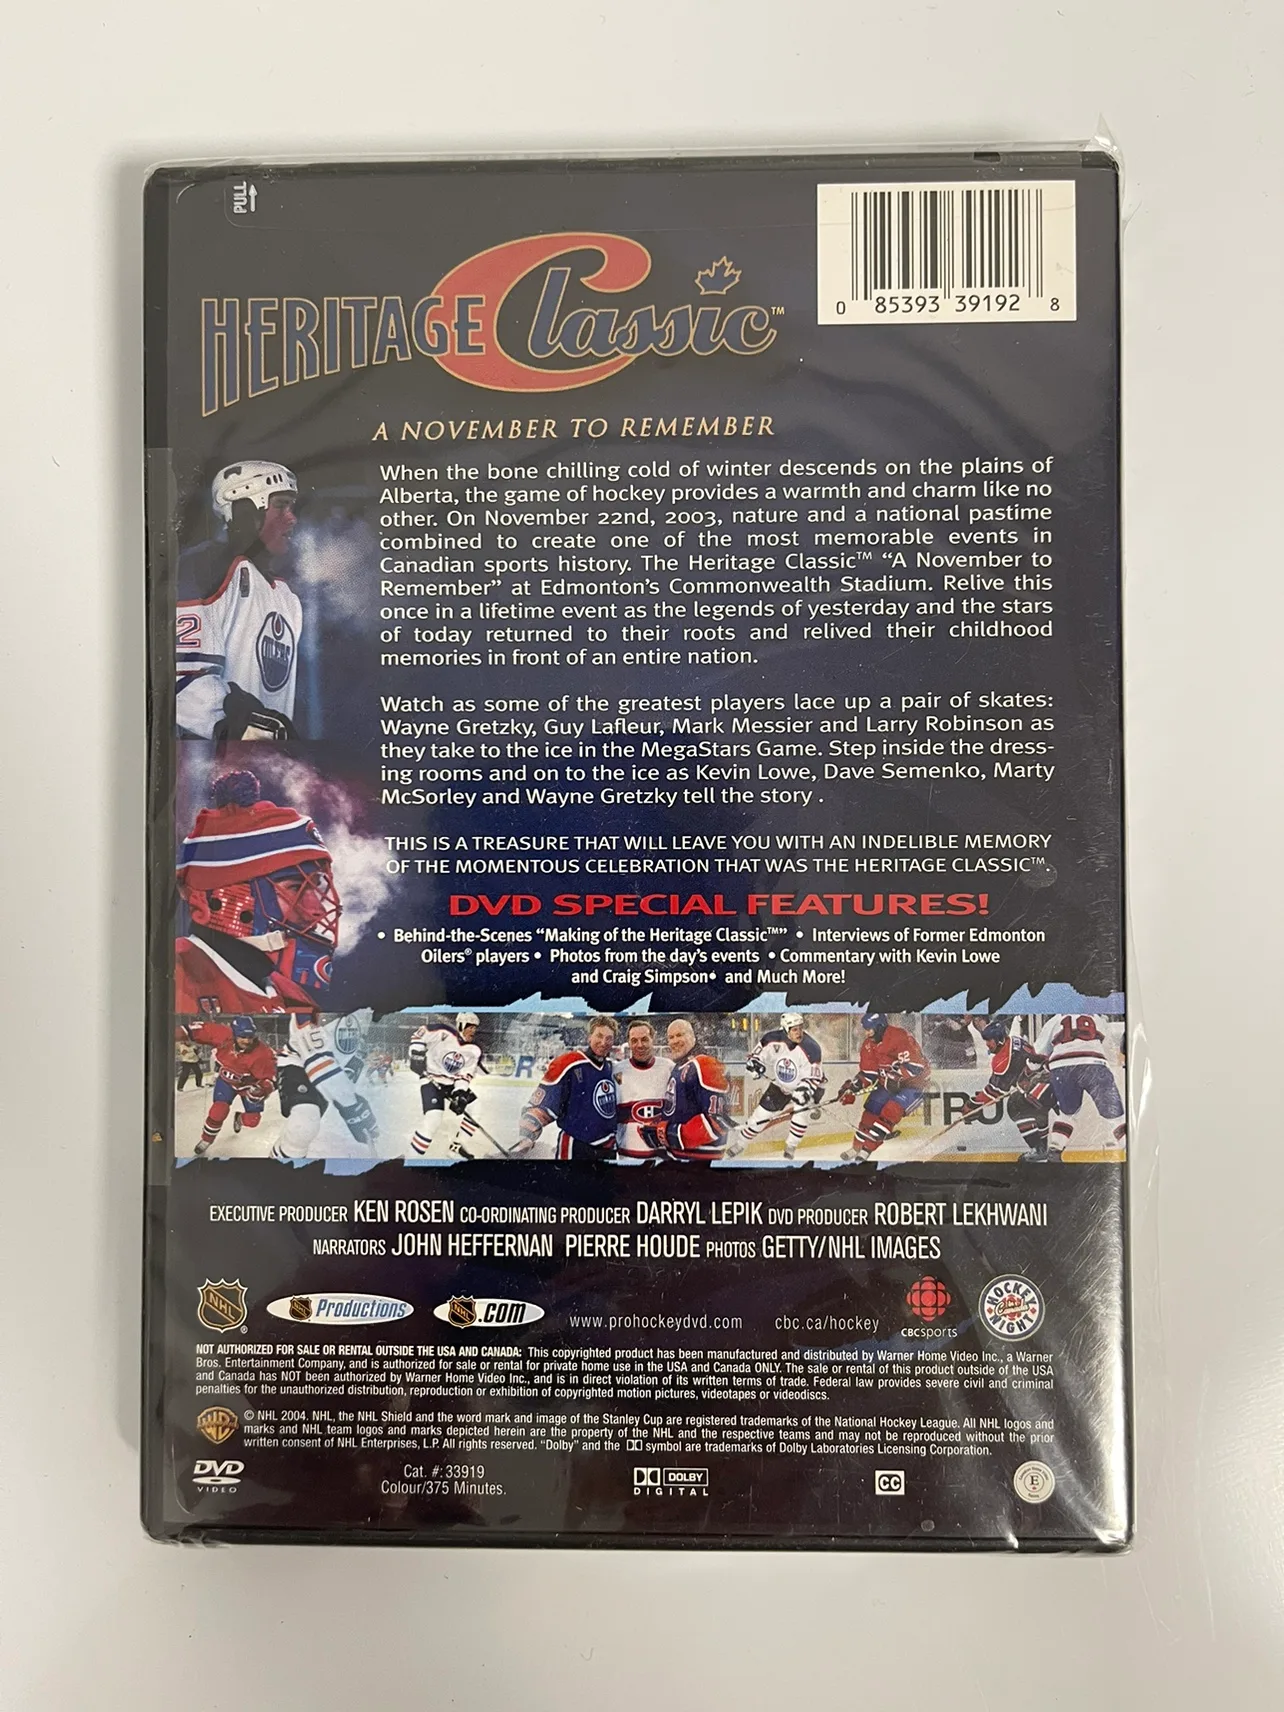 PULL
HERITAGE Classic™
0 85393 39192 8
A NOVEMBER TO REMEMBER
When the bone chilling cold of winter descends on the plains of
Alberta, the game of hockey provides a warmth and charm like no
other. On November 22nd, 2003, nature and a national pastime
combined to create one of the most memorable events in
Canadian sports history. The Heritage Classic™ “A November to
Remember” at Edmonton’s Commonwealth Stadium. Relive this
once in a lifetime event as the legends of yesterday and the stars
of today returned to their roots and relived their childhood
memories in front of an entire nation.
Watch as some of the greatest players lace up a pair of skates:
Wayne Gretzky, Guy Lafleur, Mark Messier and Larry Robinson as
they take to the ice in the MegaStars Game. Step inside the dress-
ing rooms and on to the ice as Kevin Lowe, Dave Semenko, Marty
McSorley and Wayne Gretzky tell the story .
THIS IS A TREASURE THAT WILL LEAVE YOU WITH AN INDELIBLE MEMORY
OF THE MOMENTOUS CELEBRATION THAT WAS THE HERITAGE CLASSIC™.
DVD SPECIAL FEATURES!
• Behind-the-Scenes “Making of the Heritage Classic™” • Interviews of Former Edmonton
Oilers® players • Photos from the day’s events • Commentary with Kevin Lowe
and Craig Simpson• and Much More!
2
OILERS
15
52
19
TRU
EXECUTIVE PRODUCER KEN ROSEN CO-ORDINATING PRODUCER DARRYL LEPIK DVD PRODUCER ROBERT LEKHWANI
NARRATORS JOHN HEFFERNAN PIERRE HOUDE PHOTOS GETTY/NHL IMAGES
NHL® NHL Productions NHL.com www.prohockeydvd.com cbc.ca/hockey CBCsports HOCKEY NIGHT
NOT AUTHORIZED FOR SALE OR RENTAL OUTSIDE THE USA AND CANADA: This copyrighted product has been manufactured and distributed by Warner Home Video Inc., a Warner
Bros. Entertainment Company, and is authorized for sale or rental for private home use in the USA and Canada ONLY. The sale or rental of this product outside of the USA
and Canada has NOT been authorized by Warner Home Video Inc., and is in direct violation of its written terms of trade. Federal law provides severe civil and criminal
penalties for the unauthorized distribution, reproduction or exhibition of copyrighted motion pictures, videotapes or videodiscs.
© NHL 2004. NHL, the NHL Shield and the word mark and image of the Stanley Cup are registered trademarks of the National Hockey League. All NHL logos and
marks and NHL team logos and marks depicted herein are the property of the NHL and the respective teams and may not be reproduced without the prior
written consent of NHL Enterprises, L.P. All rights reserved. “Dolby” and the DD symbol are trademarks of Dolby Laboratories Licensing Corporation.
DVD VIDEO
Cat. #: 33919
Colour/375 Minutes.
DOLBY DIGITAL
CC
E